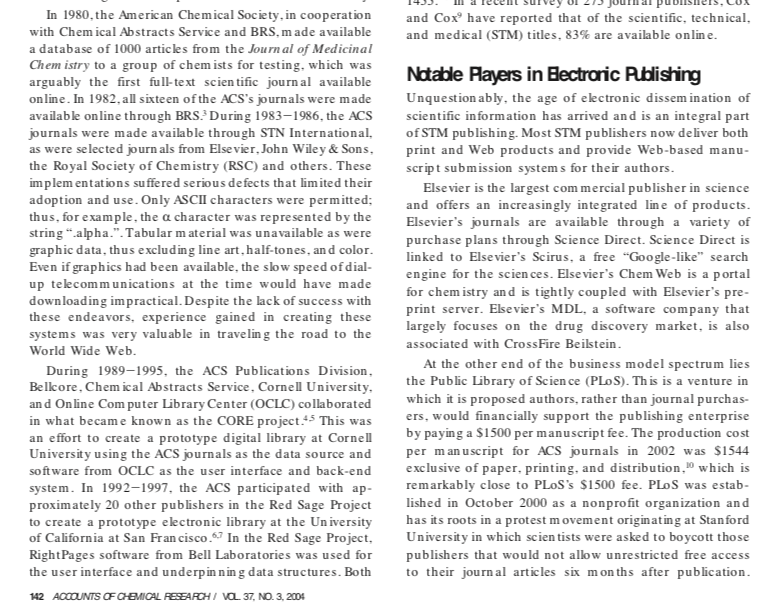 In 1980, the American Chemical Society, in cooperation
with Chemical Abstracts Service and BRS, made available
a database of 1000 articles from the Journal of Medicinal
Chemistry to a group of chemists for testing, which was
arguably the first full-text scientific journal available
online. In 1982, all sixteen of the ACS's journals were made
available online through BRS.3 During 1983−1986, the ACS
journals were made available through STN International,
as were selected journals from Elsevier, John Wiley & Sons,
the Royal Society of Chemistry (RSC) and others. These
implementations suffered serious defects that limited their
adoption and use. Only ASCII characters were permitted;
thus, for example, the α character was represented by the
string “.alpha.”. Tabular material was unavailable as were
graphic data, thus excluding line art, half-tones, and color.
Even if graphics had been available, the slow speed of dial-
up telecommunications at the time would have made
downloading impractical. Despite the lack of success with
these endeavors, experience gained in creating these
systems was very valuable in traveling the road to the
World Wide Web.
During 1989−1995, the ACS Publications Division,
Bellcore, Chemical Abstracts Service, Cornell University,
and Online Computer Library Center (OCLC) collaborated
in what became known as the CORE project.4,5 This was
an effort to create a prototype digital library at Cornell
University using the ACS journals as the data source and
software from OCLC as the user interface and back-end
system. In 1992−1997, the ACS participated with ap-
proximately 20 other publishers in the Red Sage Project
to create a prototype electronic library at the University
of California at San Francisco.6,7 In the Red Sage Project,
RightPages software from Bell Laboratories was used for
the user interface and underpinning data structures. Both
142 ACCOUNTS OF CHEMICAL RESEARCH / VOL. 37, NO. 3, 2004
In a recent survey of 275 journal publishers, Cox
and Cox9 have reported that of the scientific, technical,
and medical (STM) titles, 83% are available online.
Notable Players in Electronic Publishing
Unquestionably, the age of electronic dissemination of
scientific information has arrived and is an integral part
of STM publishing. Most STM publishers now deliver both
print and Web products and provide Web-based manu-
script submission systems for their authors.
Elsevier is the largest commercial publisher in science
and offers an increasingly integrated line of products.
Elsevier's journals are available through a variety of
purchase plans through Science Direct. Science Direct is
linked to Elsevier's Scirus, a free “Google-like” search
engine for the sciences. Elsevier's ChemWeb is a portal
for chemistry and is tightly coupled with Elsevier's pre-
print server. Elsevier's MDL, a software company that
largely focuses on the drug discovery market, is also
associated with CrossFire Beilstein.
At the other end of the business model spectrum lies
the Public Library of Science (PLoS). This is a venture in
which it is proposed authors, rather than journal purchas-
ers, would financially support the publishing enterprise
by paying a $1500 per manuscript fee. The production cost
per manuscript for ACS journals in 2002 was $1544
exclusive of paper, printing, and distribution,10 which is
remarkably close to PLoS's $1500 fee. PLoS was estab-
lished in October 2000 as a nonprofit organization and
has its roots in a protest movement originating at Stanford
University in which scientists were asked to boycott those
publishers that would not allow unrestricted free access
to their journal articles six months after publication.